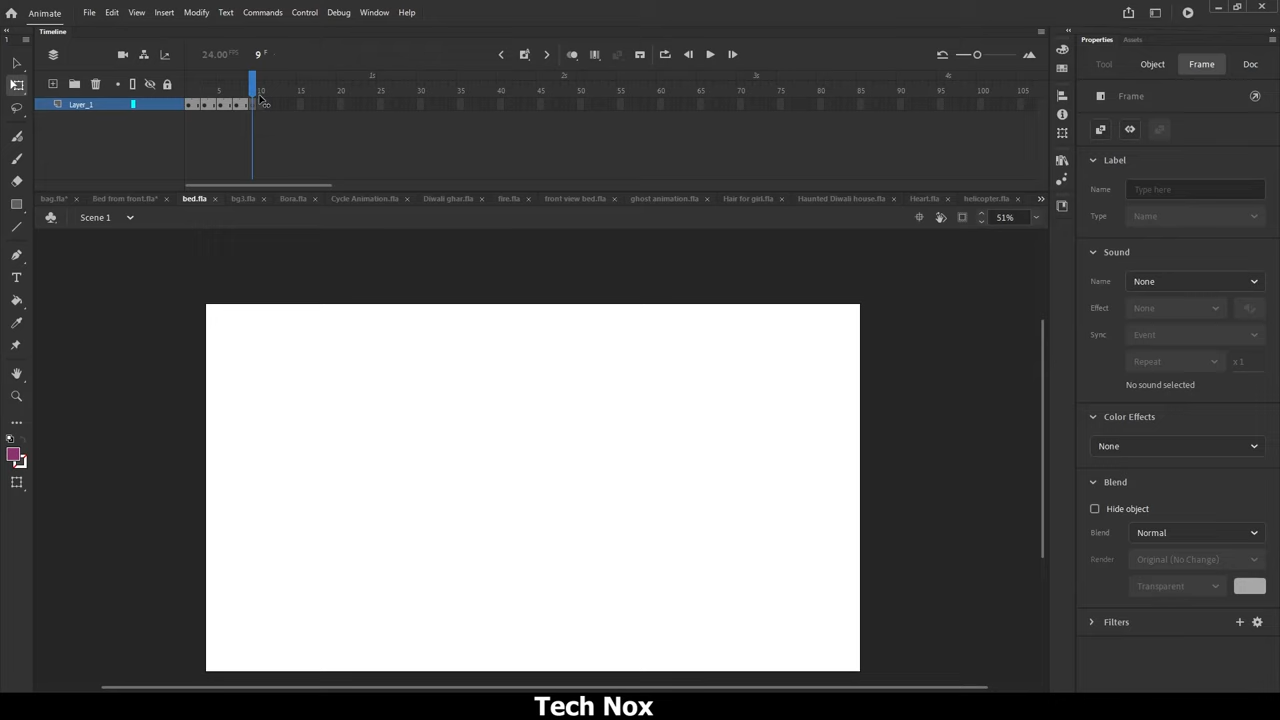 Animate File Edit View Insert Modify Text Commands Control Debug Window Help
Timeline
24.00 FPS 9 F
1s 2s 3s 4s
5 10 15 20 25 30 35 40 45 50 55 60 65 70 75 80 85 90 95 100 105
Layer_1
bag.fla* × Bed from front.fla* × bed.fla × bg3.fla × Bora.fla × Cycle Animation.fla × Diwali ghar.fla × fire.fla × front view bed.fla × ghost animation.fla × Hair for girl.fla × Haunted Diwali house.fla × Heart.fla × helicopter.fla ×
Scene 1
51%
Properties Assets
Tool Object Frame Doc
Frame
Label
Name Type here
Type Name
Sound
Name None
Effect None
Sync Event
Repeat x 1
No sound selected
Color Effects
None
Blend
Hide object
Blend Normal
Render Original (No Change)
Transparent
Filters
Tech Nox